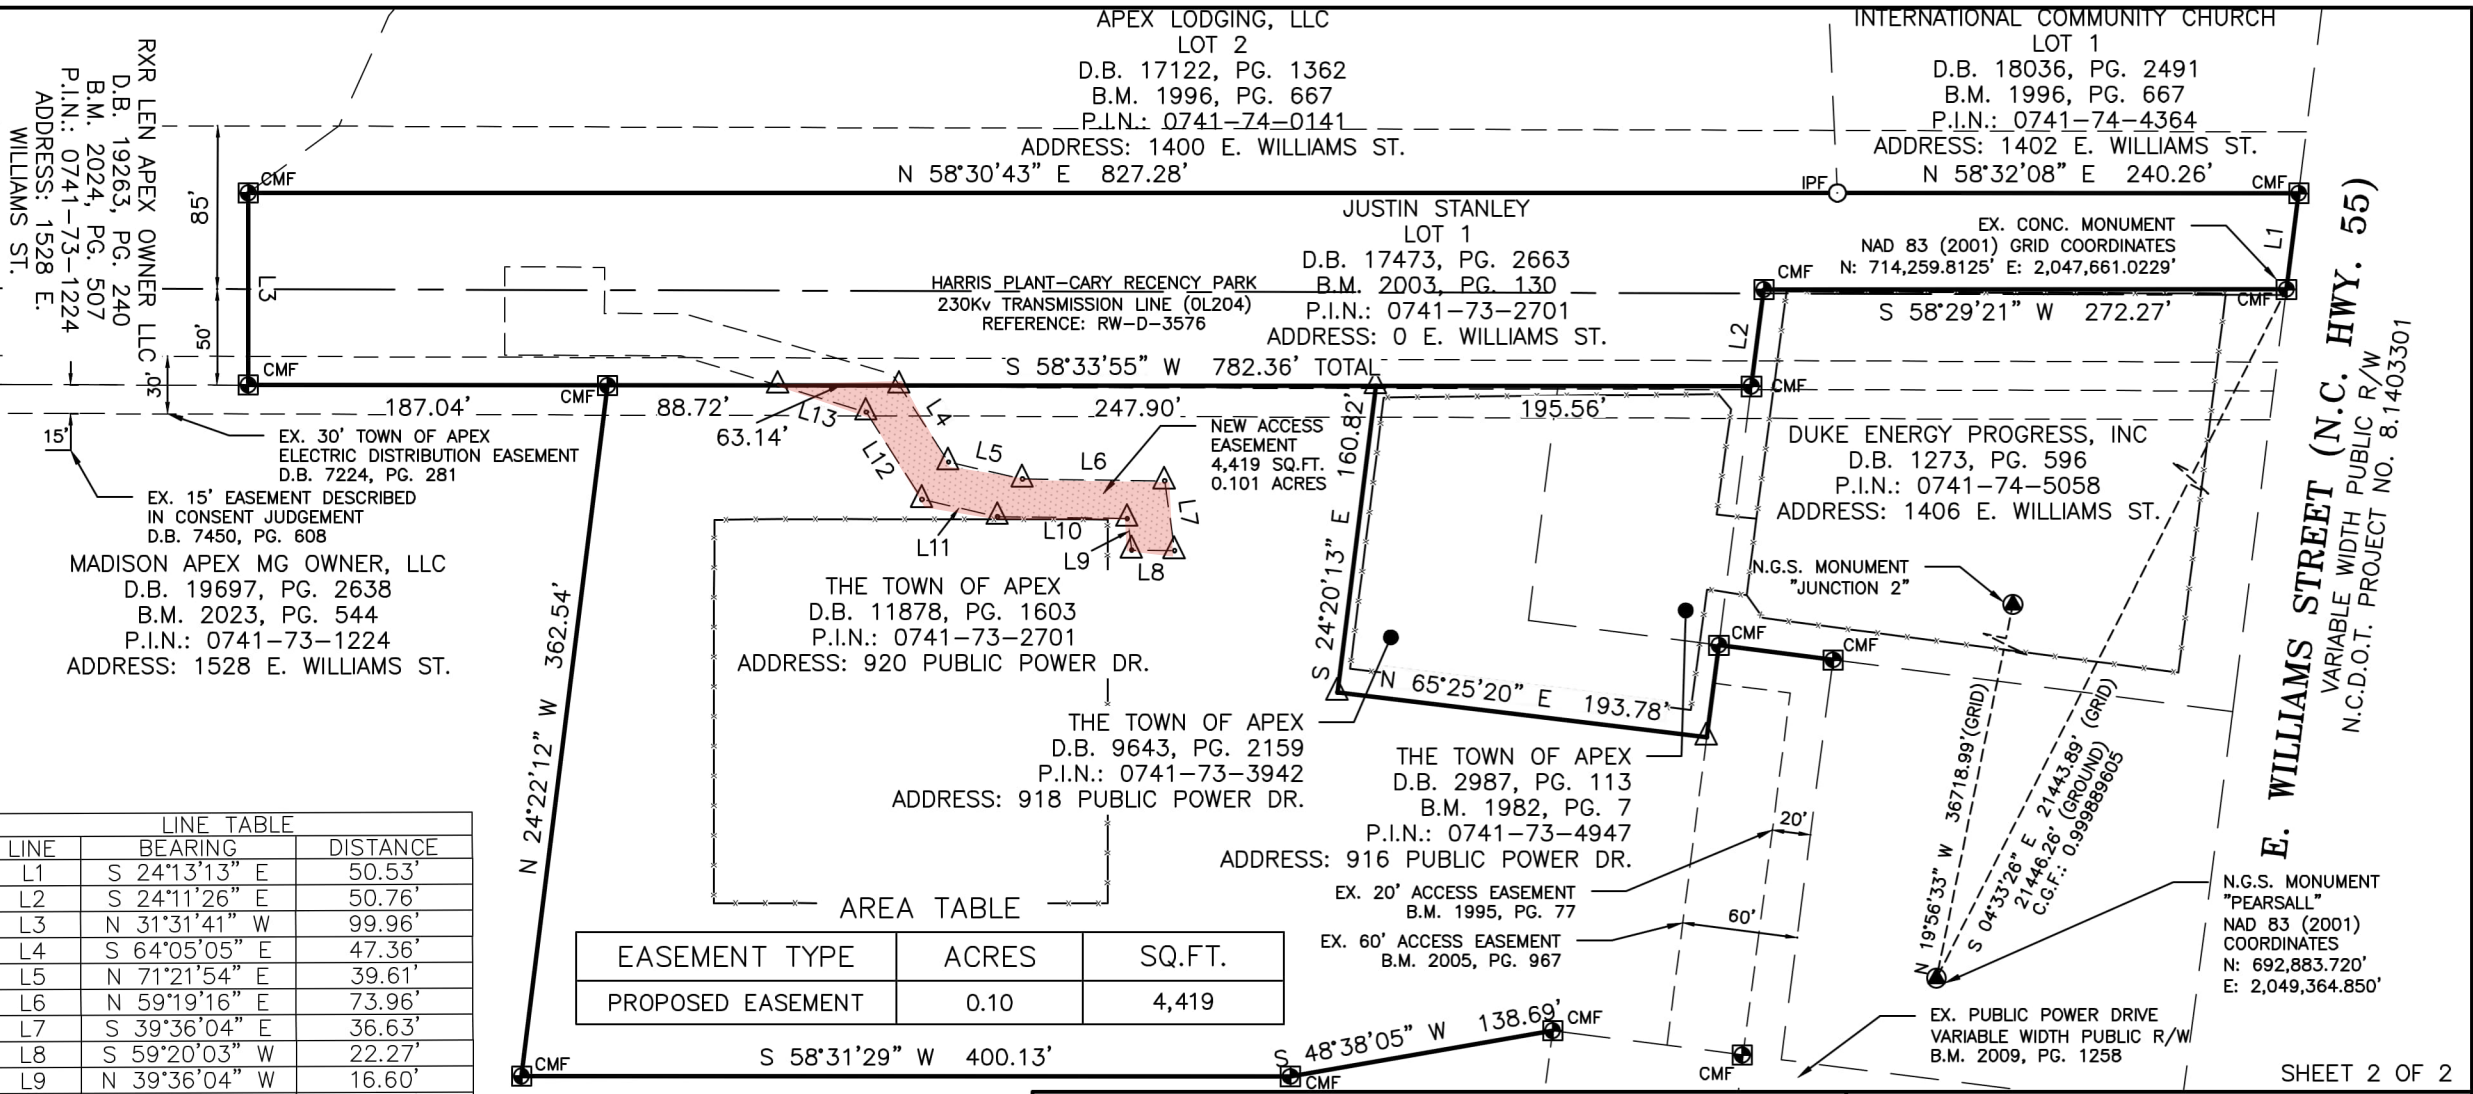 APEX LODGING, LLC
LOT 2
D.B. 17122, PG. 1362
B.M. 1996, PG. 667
P.I.N.: 0741-74-0141
ADDRESS: 1400 E. WILLIAMS ST.
N 58°30'43" E 827.28'
INTERNATIONAL COMMUNITY CHURCH
LOT 1
D.B. 18036, PG. 2491
B.M. 1996, PG. 667
P.I.N.: 0741-74-4364
ADDRESS: 1402 E. WILLIAMS ST.
N 58°32'08" E 240.26'
RXR LEN APEX OWNER LLC
D.B. 19263, PG. 240
B.M. 2024, PG. 507
P.I.N.: 0741-73-1224
ADDRESS: 1528 E.
WILLIAMS ST.
85'
50'
30'
15'
CMF
L3
CMF
IPF
CMF
L1
JUSTIN STANLEY
LOT 1
D.B. 17473, PG. 2663
B.M. 2003, PG. 130
P.I.N.: 0741-73-2701
ADDRESS: 0 E. WILLIAMS ST.
HARRIS PLANT-CARY RECENCY PARK
230Kv TRANSMISSION LINE (0L204)
REFERENCE: RW-D-3576
EX. CONC. MONUMENT
NAD 83 (2001) GRID COORDINATES
N: 714,259.8125' E: 2,047,661.0229'
CMF
CMF
S 58°29'21" W 272.27'
L2
CMF
S 58°33'55" W 782.36' TOTAL
187.04'
CMF
88.72'
63.14'
L13
L4
247.90'
195.56'
EX. 30' TOWN OF APEX
ELECTRIC DISTRIBUTION EASEMENT
D.B. 7224, PG. 281
EX. 15' EASEMENT DESCRIBED
IN CONSENT JUDGEMENT
D.B. 7450, PG. 608
MADISON APEX MG OWNER, LLC
D.B. 19697, PG. 2638
B.M. 2023, PG. 544
P.I.N.: 0741-73-1224
ADDRESS: 1528 E. WILLIAMS ST.
L12
L5
L6
L7
L11
L10
L9
L8
NEW ACCESS
EASEMENT
4,419 SQ.FT.
0.101 ACRES
S 24°20'13" E 160.82'
DUKE ENERGY PROGRESS, INC
D.B. 1273, PG. 596
P.I.N.: 0741-74-5058
ADDRESS: 1406 E. WILLIAMS ST.
N.G.S. MONUMENT
"JUNCTION 2"
CMF
CMF
E. WILLIAMS STREET (N.C. HWY. 55)
VARIABLE WIDTH PUBLIC R/W
N.C.D.O.T. PROJECT NO. 8.1403301
THE TOWN OF APEX
D.B. 11878, PG. 1603
P.I.N.: 0741-73-2701
ADDRESS: 920 PUBLIC POWER DR.
N 24°22'12" W 362.54'
N 65°25'20" E 193.78'
THE TOWN OF APEX
D.B. 9643, PG. 2159
P.I.N.: 0741-73-3942
ADDRESS: 918 PUBLIC POWER DR.
THE TOWN OF APEX
D.B. 2987, PG. 113
B.M. 1982, PG. 7
P.I.N.: 0741-73-4947
ADDRESS: 916 PUBLIC POWER DR.
EX. 20' ACCESS EASEMENT
B.M. 1995, PG. 77
20'
EX. 60' ACCESS EASEMENT
B.M. 2005, PG. 967
60'
N 19°56'33" W 36718.99'(GRID)
S 04°33'26" E 21443.89' (GRID)
21446.26' (GROUND)
C.G.F.: 0.999889605
N.G.S. MONUMENT
"PEARSALL"
NAD 83 (2001)
COORDINATES
N: 692,883.720'
E: 2,049,364.850'
EX. PUBLIC POWER DRIVE
VARIABLE WIDTH PUBLIC R/W
B.M. 2009, PG. 1258
LINE TABLE
LINE BEARING DISTANCE
L1 S 24°13'13" E 50.53'
L2 S 24°11'26" E 50.76'
L3 N 31°31'41" W 99.96'
L4 S 64°05'05" E 47.36'
L5 N 71°21'54" E 39.61'
L6 N 59°19'16" E 73.96'
L7 S 39°36'04" E 36.63'
L8 S 59°20'03" W 22.27'
L9 N 39°36'04" W 16.60'
AREA TABLE
EASEMENT TYPE ACRES SQ.FT.
PROPOSED EASEMENT 0.10 4,419
CMF
S 58°31'29" W 400.13'
CMF
S 48°38'05" W 138.69'
CMF
CMF
SHEET 2 OF 2